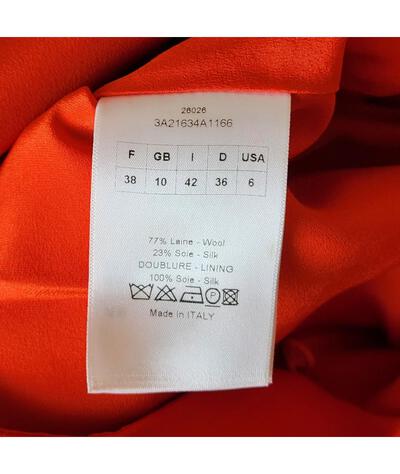 26026
3A21634A1166
F GB I D USA
38 10 42 36 6
77% Laine - Wool
23% Soie - Silk
DOUBLURE - LINING
100% Soie - Silk
Made in ITALY